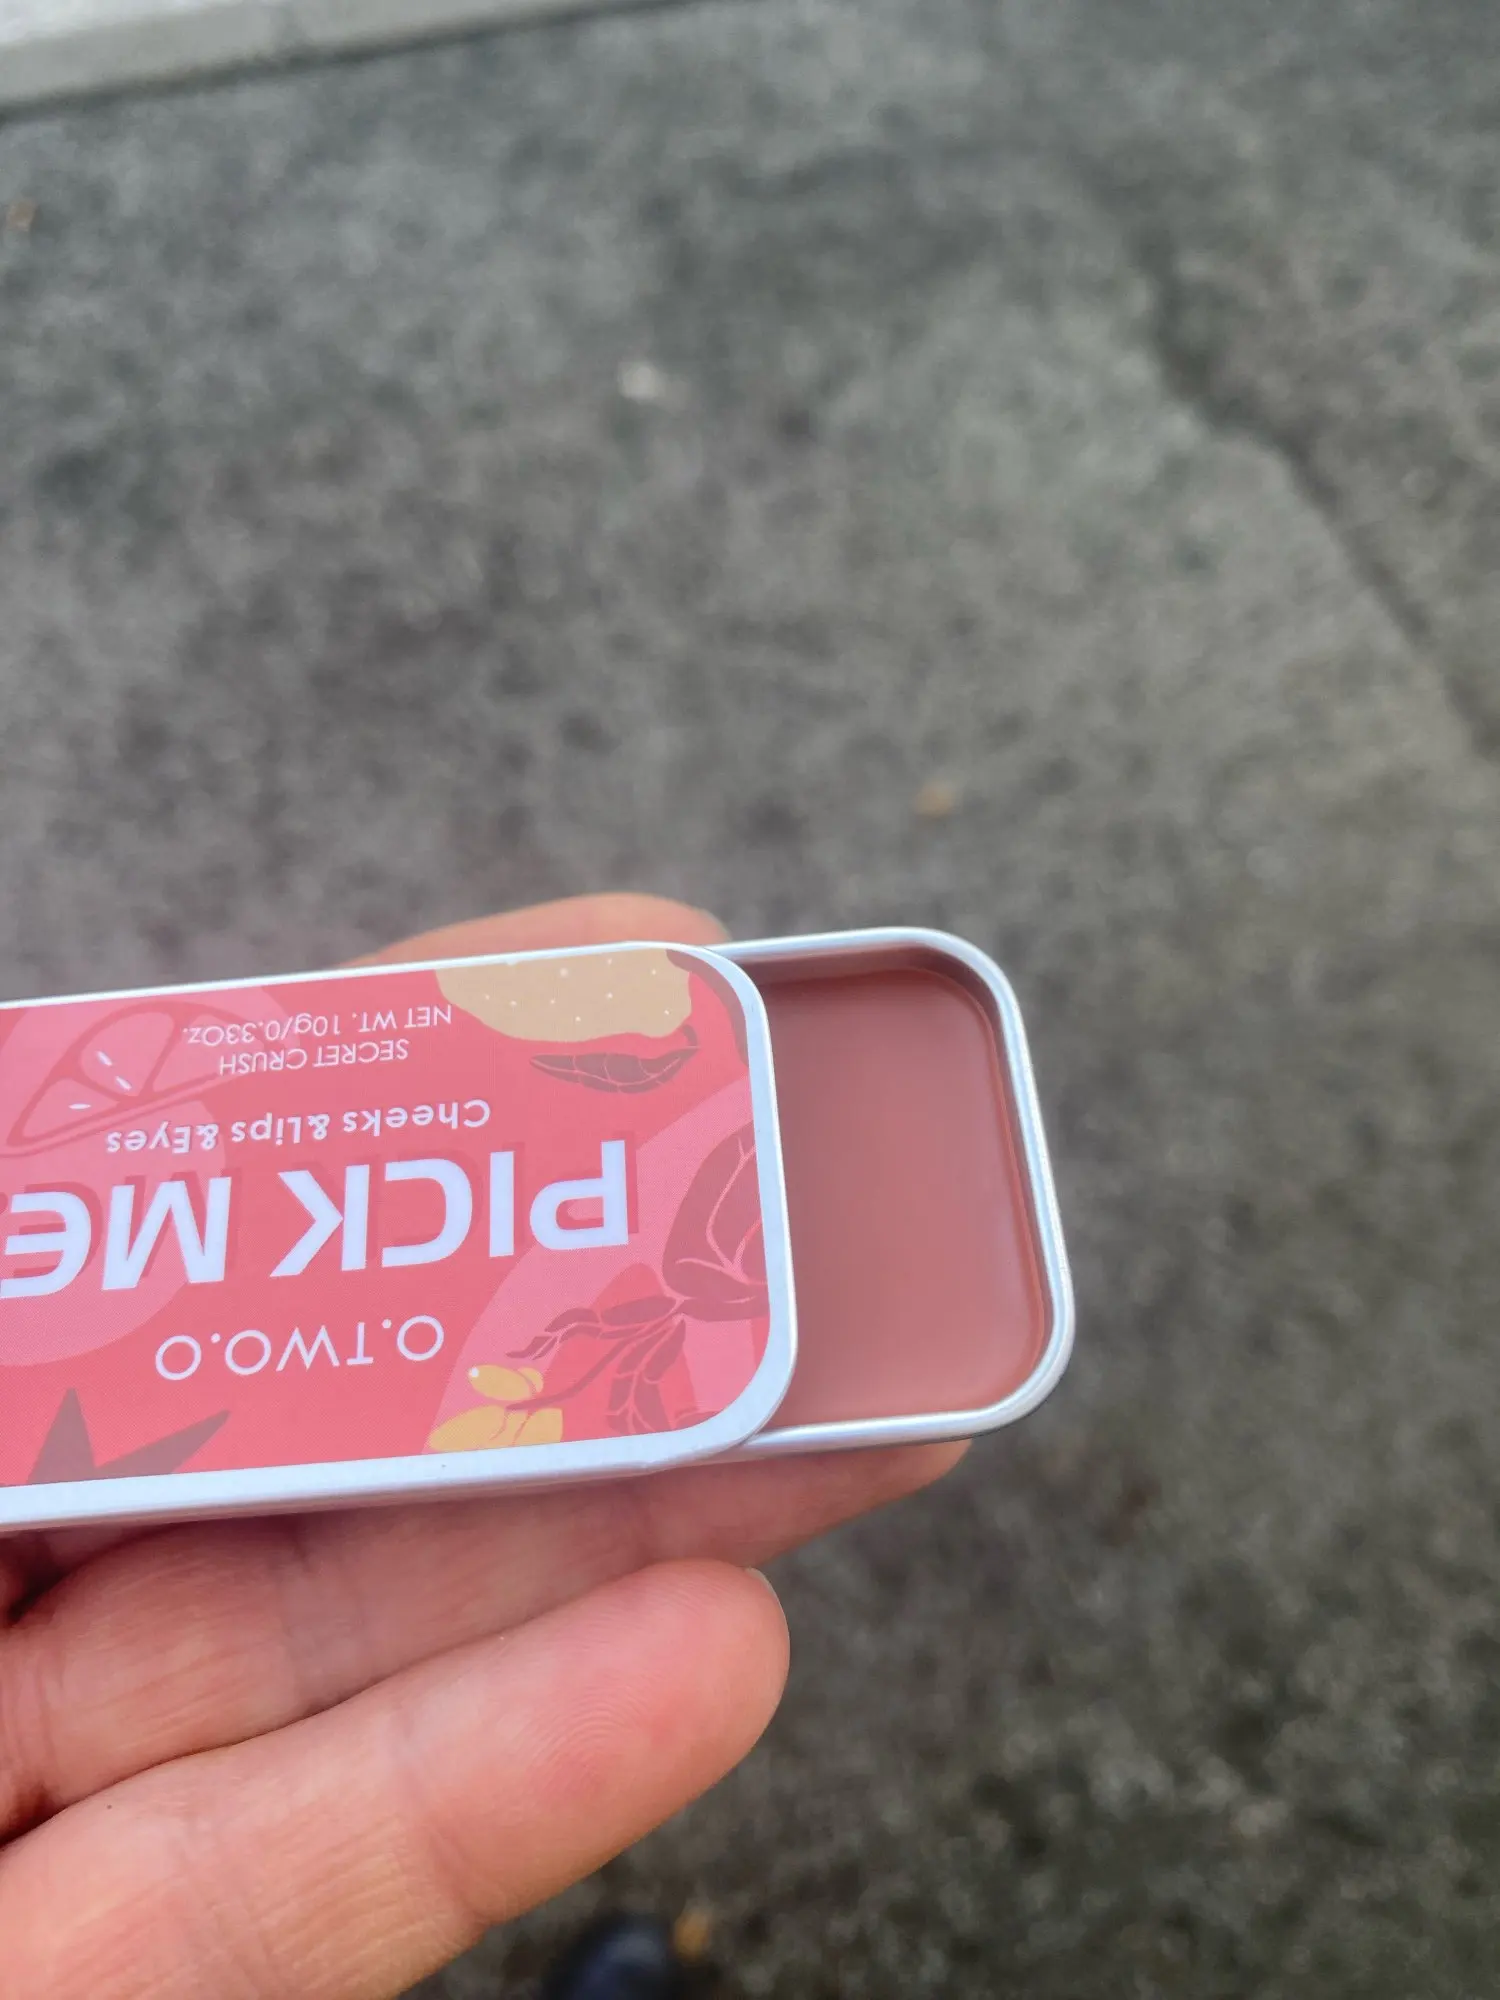 O.TWO.O
PICK ME
Cheeks &Lips &Eyes
SECRET CRUSH
NET WT. 10g/0.33Oz.